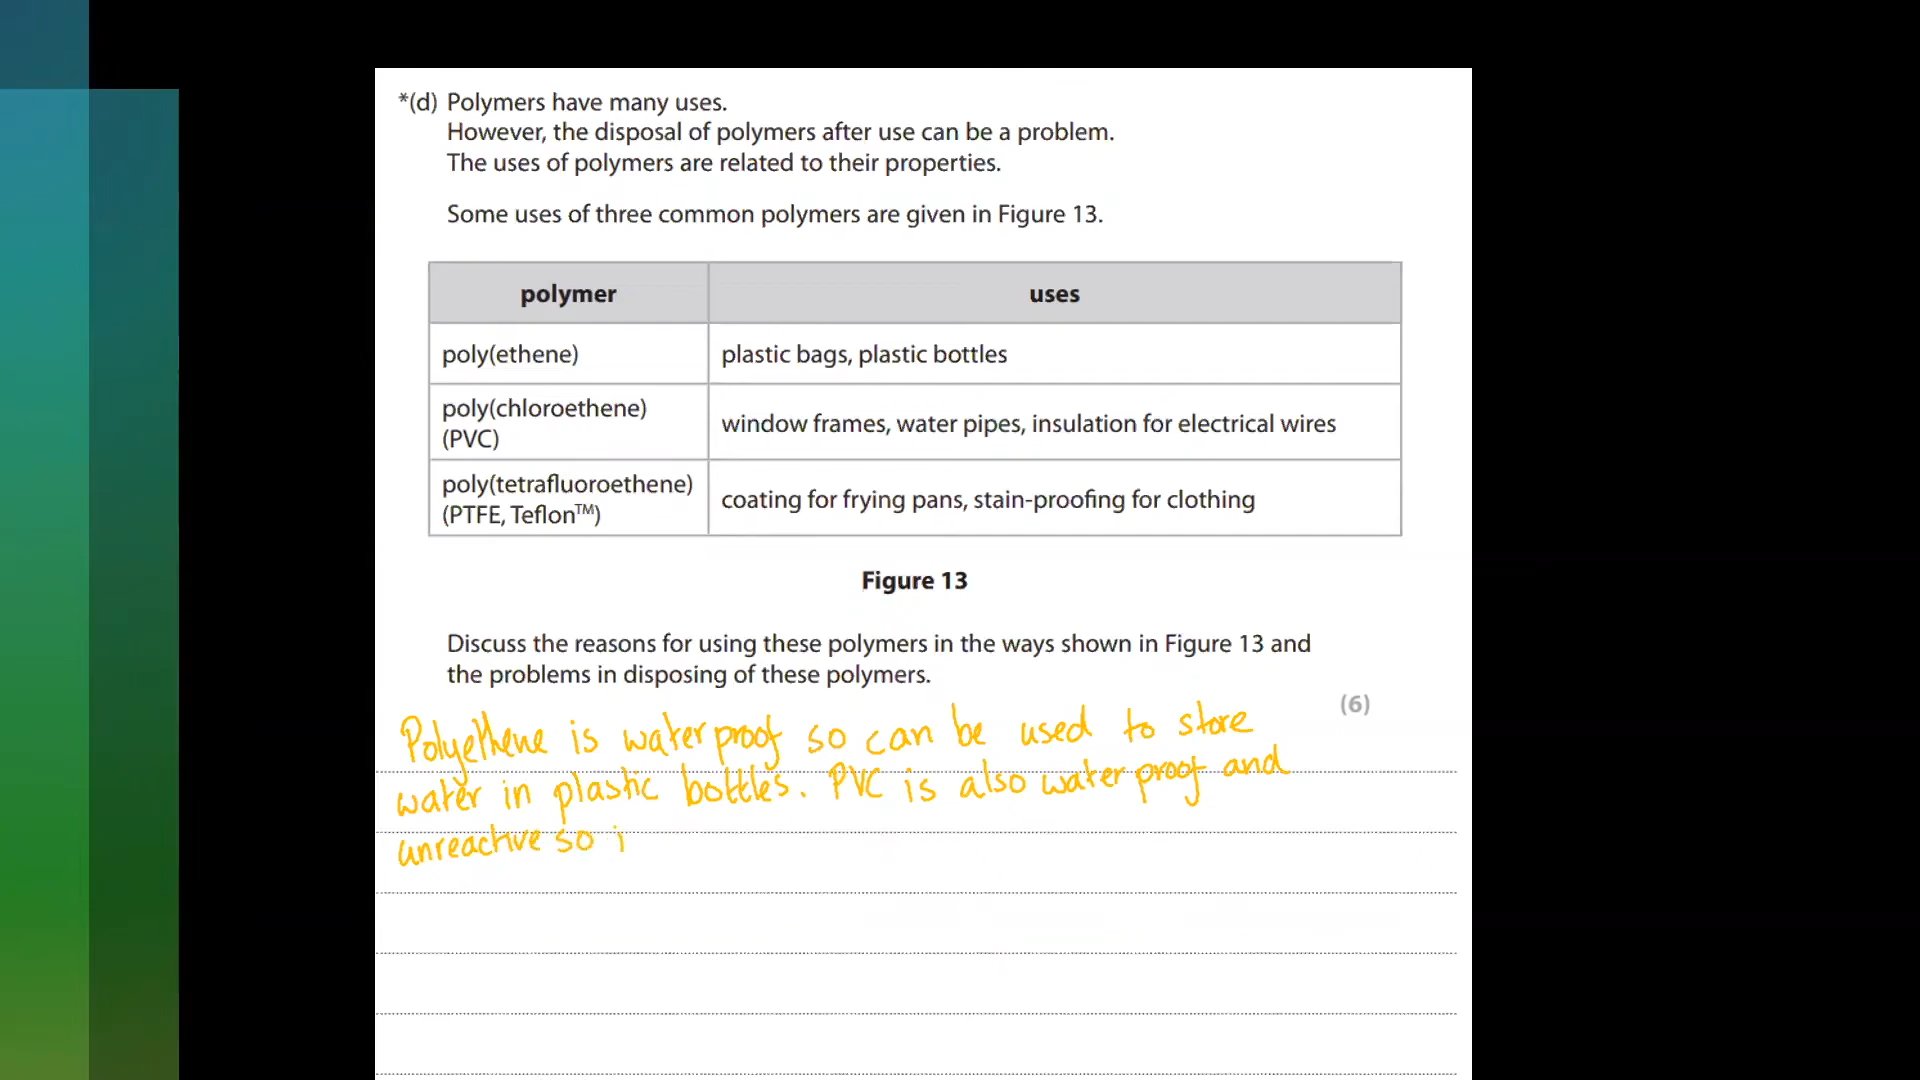 *(d) Polymers have many uses.
However, the disposal of polymers after use can be a problem.
The uses of polymers are related to their properties.
Some uses of three common polymers are given in Figure 13.
polymer uses
poly(ethene) plastic bags, plastic bottles
poly(chloroethene)
(PVC)
window frames, water pipes, insulation for electrical wires
poly(tetrafluoroethene)
(PTFE, Teflon™)
coating for frying pans, stain-proofing for clothing
Figure 13
Discuss the reasons for using these polymers in the ways shown in Figure 13 and
the problems in disposing of these polymers.
(6)
Polyethene is waterproof so can be used to store
water in plastic bottles. PVC is also waterproof and
unreactive so i